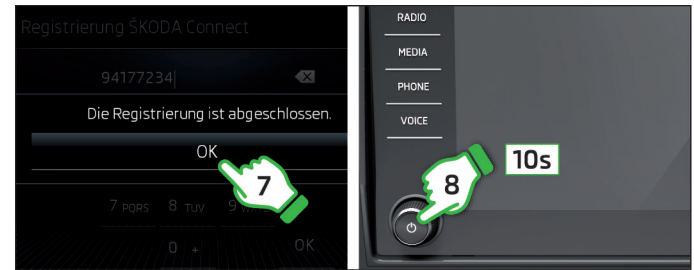 Registrierung ŠKODA Connect
94177234
Die Registrierung ist abgeschlossen.
OK
7
7 PQRS 8 TUV 9
0 + OK
RADIO
MEDIA
PHONE
VOICE
10s
8